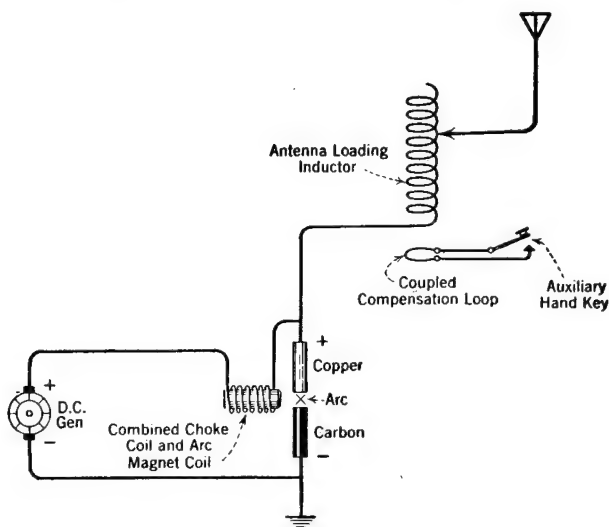 Antenna Loading
Inductor
Coupled
Compensation Loop
Auxiliary
Hand Key
+
Copper
Arc
Carbon
−
+
D.C.
Gen
−
Combined Choke
Coil and Arc
Magnet Coil